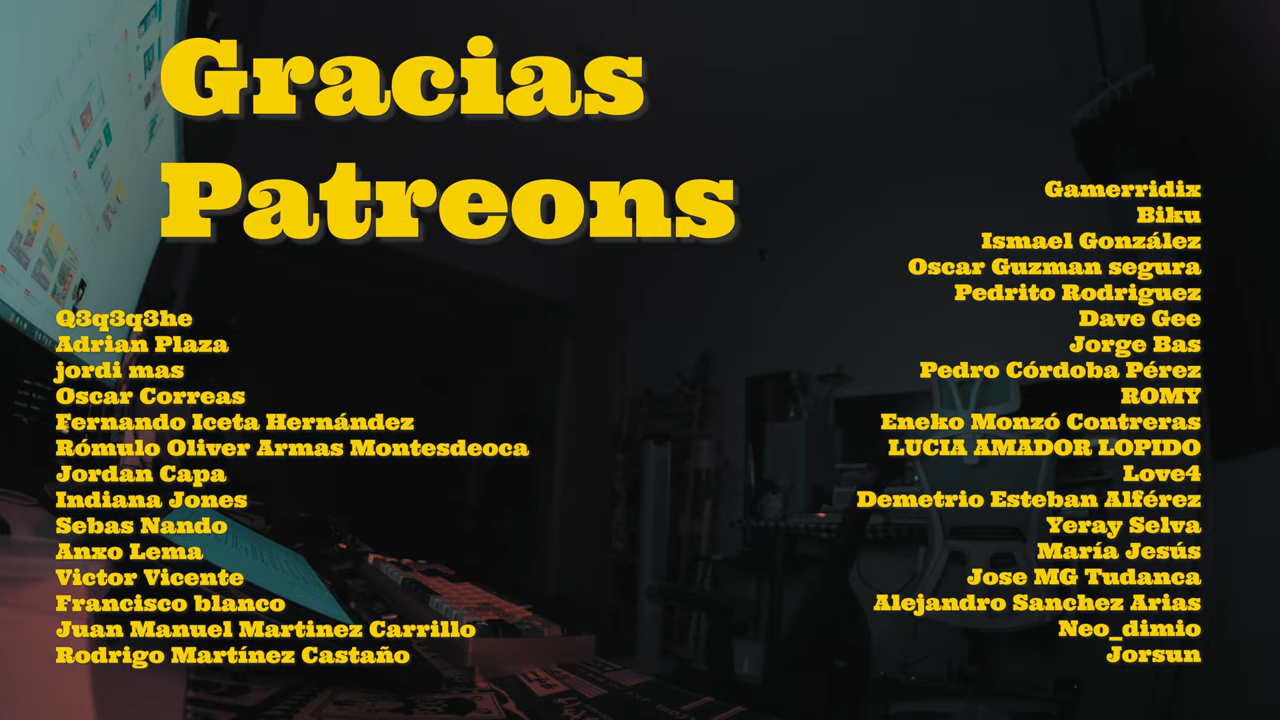 Gracias
Patreons
Q3q3q3he
Adrian Plaza
jordi mas
Oscar Correas
Fernando Iceta Hernández
Rómulo Oliver Armas Montesdeoca
Jordan Capa
Indiana Jones
Sebas Nando
Anxo Lema
Victor Vicente
Francisco blanco
Juan Manuel Martinez Carrillo
Rodrigo Martínez Castaño
Gamerridix
Biku
Ismael González
Oscar Guzman segura
Pedrito Rodriguez
Dave Gee
Jorge Bas
Pedro Córdoba Pérez
ROMY
Eneko Monzó Contreras
LUCIA AMADOR LOPIDO
Love4
Demetrio Esteban Alférez
Yeray Selva
María Jesús
Jose MG Tudanca
Alejandro Sanchez Arias
Neo_dimio
Jorsun